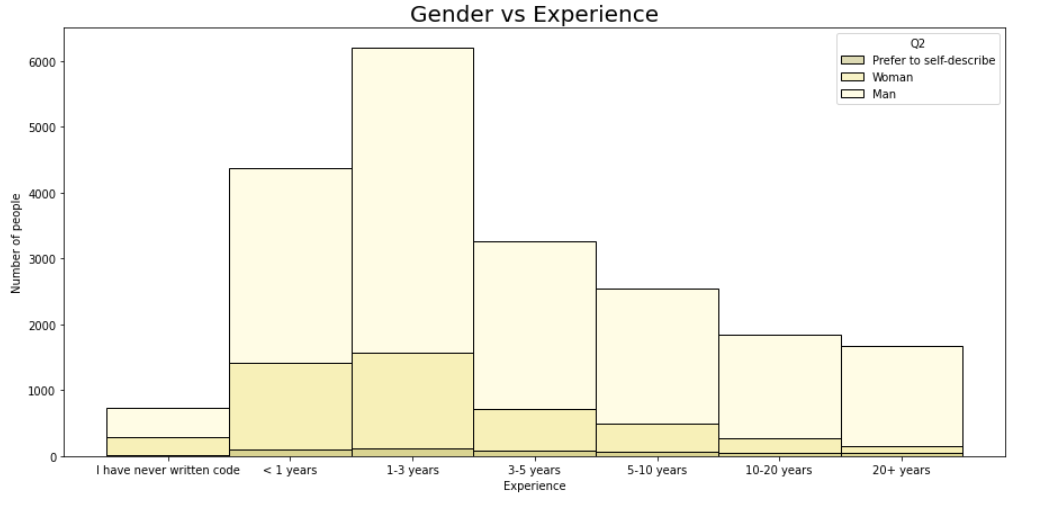 Gender vs Experience
Q2
Prefer to self-describe
Woman
Man
Number of people
6000
5000
4000
3000
2000
1000
0
I have never written code
< 1 years
1-3 years
3-5 years
5-10 years
10-20 years
20+ years
Experience